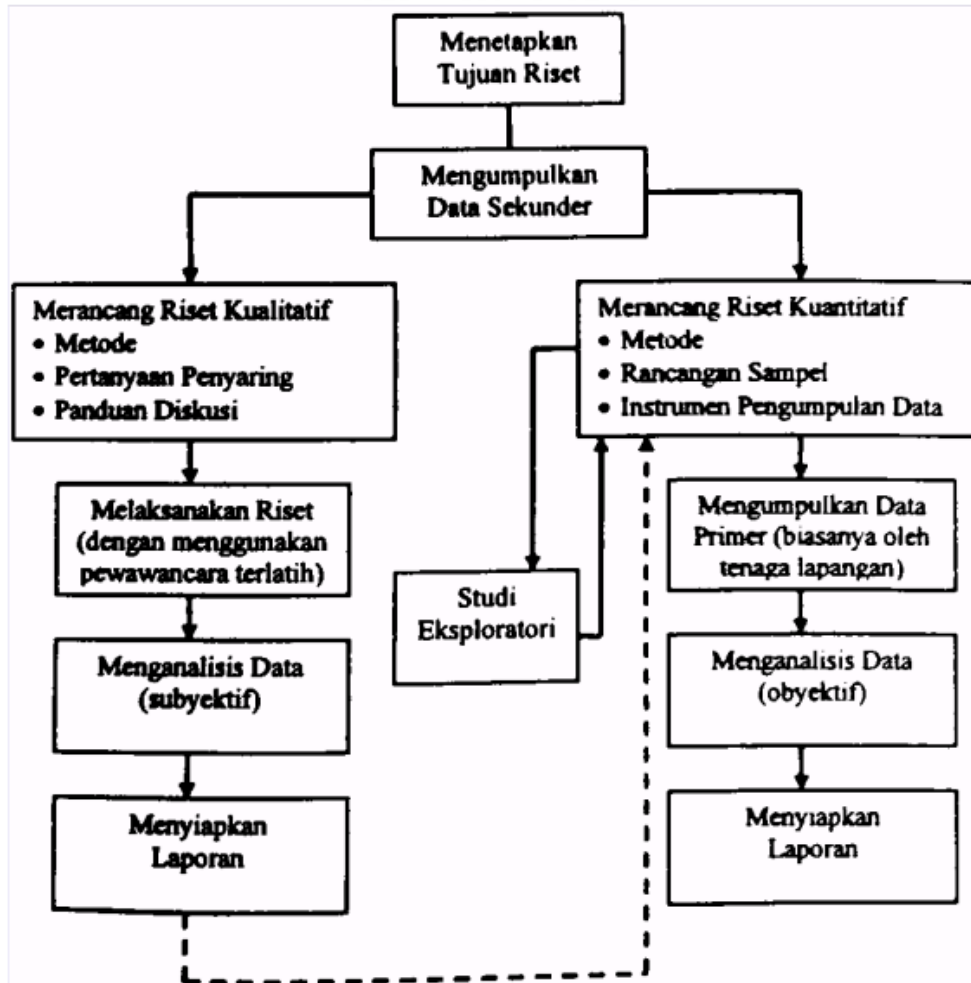 Menetapkan
Tujuan Riset
Mengumpulkan
Data Sekunder
Merancang Riset Kualitatif
• Metode
• Pertanyaan Penyaring
• Panduan Diskusi
Merancang Riset Kuantitatif
• Metode
• Rancangan Sampel
• Instrumen Pengumpulan Data
Melaksanakan Riset
(dengan menggunakan
pewawancara terlatih)
Studi
Eksploratori
Mengumpulkan Data
Primer (biasanya oleh
tenaga lapangan)
Menganalisis Data
(subyektif)
Menganalisis Data
(obyektif)
Menyiapkan
Laporan
Menyiapkan
Laporan